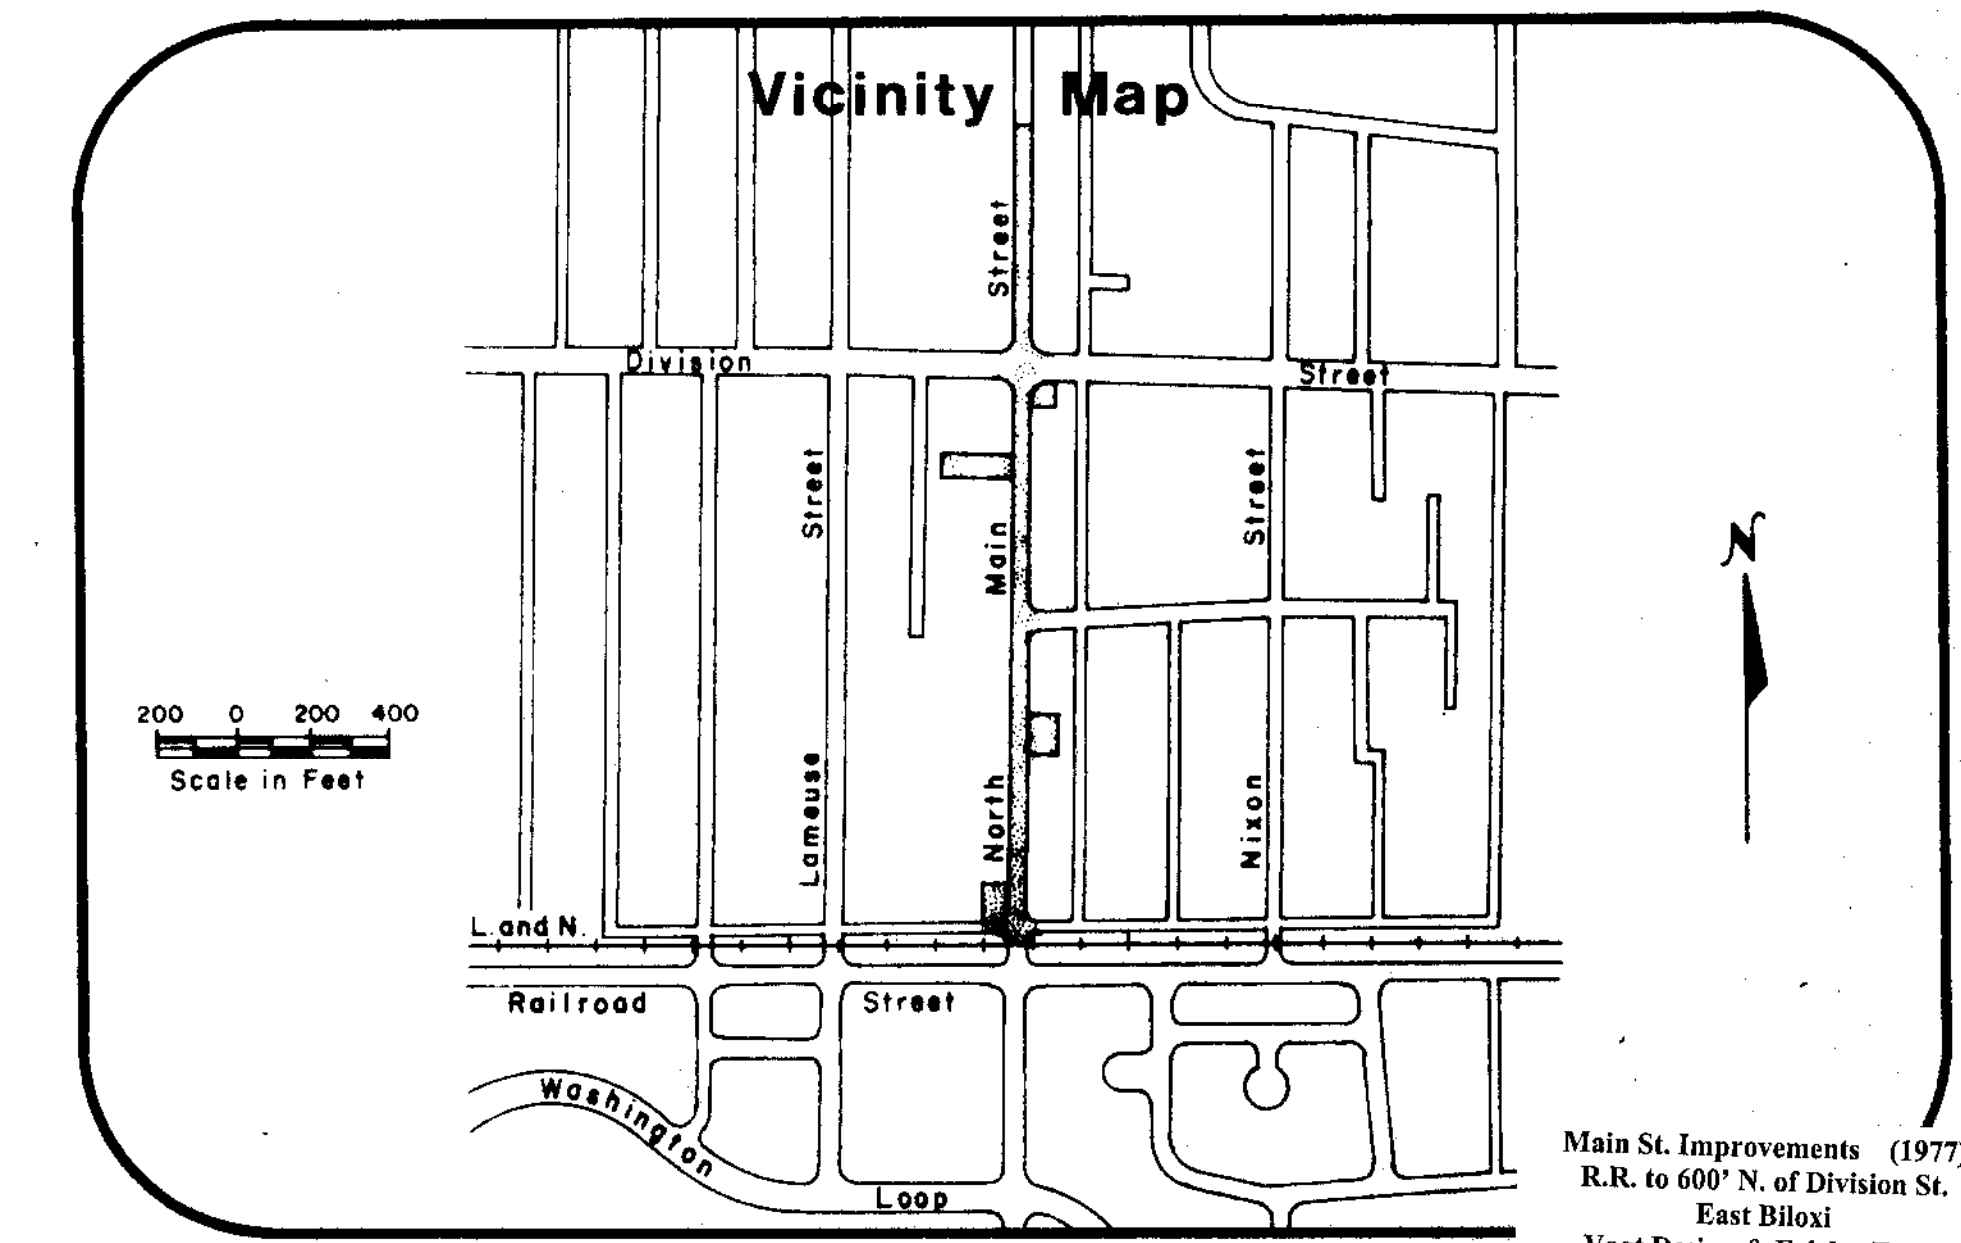 Vicinity Map
Street
Division
Street
Street
Street
Main
N
200 0 200 400
Scale in Feet
Lameuse
North
Nixon
L. and N.
Railroad
Street
Washington
Loop
Main St. Improvements (1977)
R.R. to 600' N. of Division St.
East Biloxi